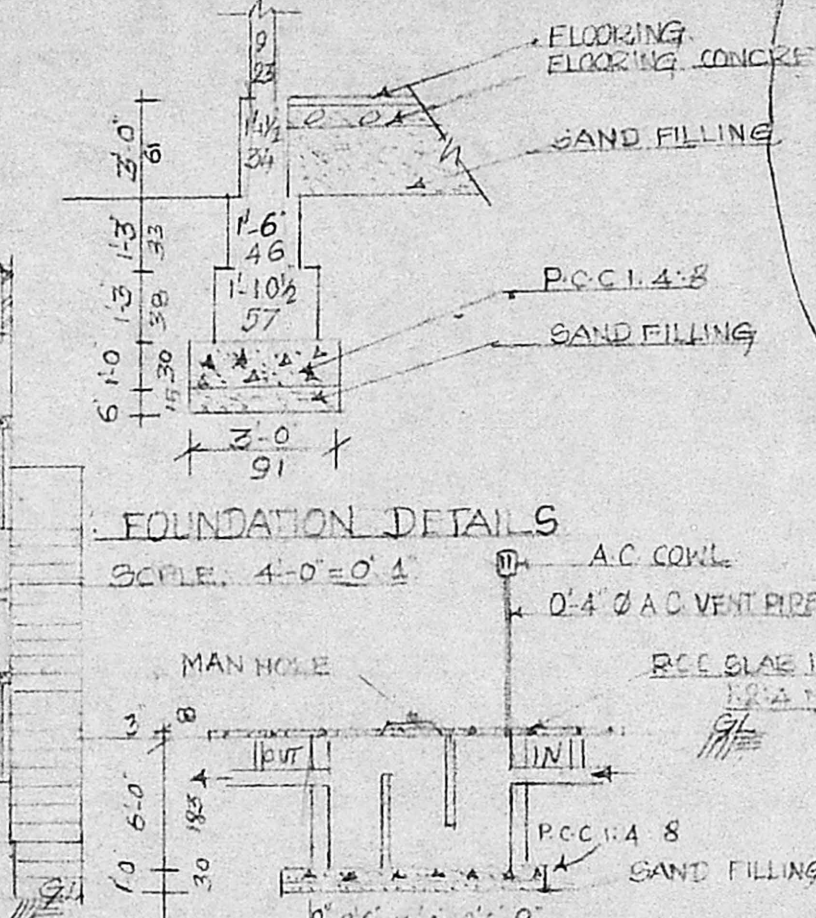 9
23
FLOORING
FLOORING CONCRE
1'-1½
34
3'-0"
61
SAND FILLING
1'-6"
46
1'-3"
33
1'-10½
57
1'-3"
38
P.C.C 1:4:8
SAND FILLING
1'-0
30
6
15
3'-0
91
FOUNDATION DETAILS
SCALE: 4'-0" = 0' 1"
A.C COWL
0'-4" Ø A C VENT PIPE
MAN HOLE
R.C.C SLAB
3"
8
G.L
OUT
IN
6'-0"
183
P.C.C 1:4:8
1'.0
30
SAND FILLING
G.L